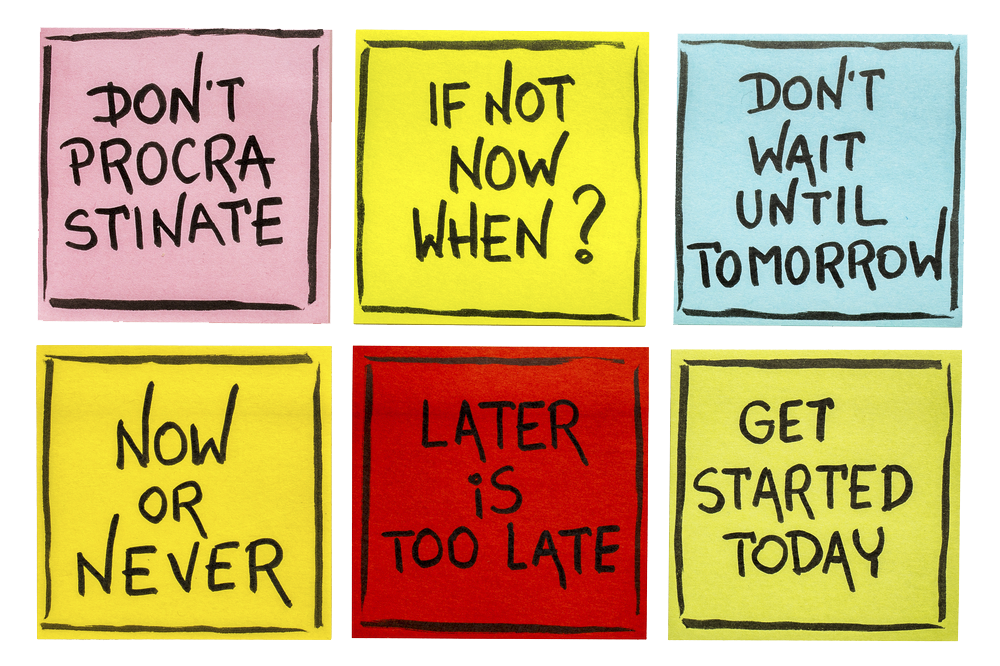 DON'T
PROCRA
STINATE
IF NOT
NOW
WHEN?
DON'T
WAIT
UNTIL
TOMORROW
NOW
OR
NEVER
LATER
iS
TOO LATE
GET
STARTED
TODAY